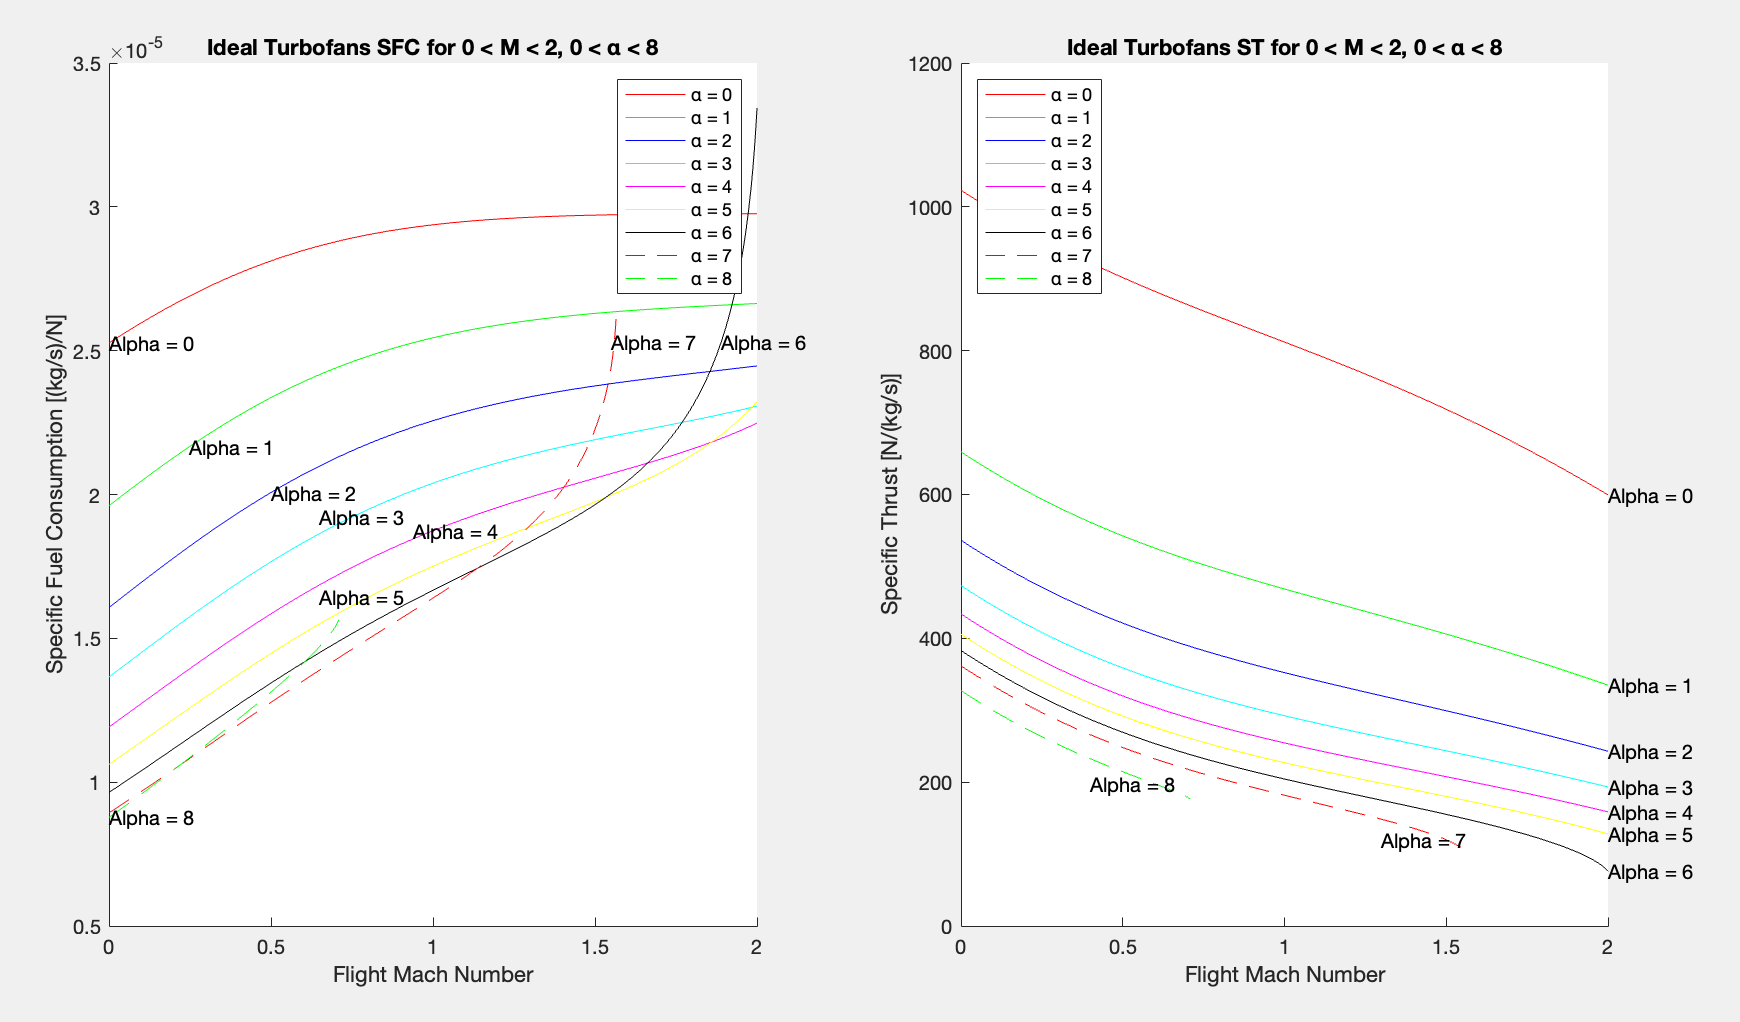 Ideal Turbofans SFC for 0 < M < 2, 0 < α < 8
×10-5
3.5
3
2.5
2
1.5
1
0.5
Specific Fuel Consumption [(kg/s)/N]
α = 0
α = 1
α = 2
α = 3
α = 4
α = 5
α = 6
α = 7
α = 8
Alpha = 0
Alpha = 7
Alpha = 6
Alpha = 1
Alpha = 2
Alpha = 3
Alpha = 4
Alpha = 5
Alpha = 8
0
0.5
1
1.5
2
Flight Mach Number
Ideal Turbofans ST for 0 < M < 2, 0 < α < 8
1200
1000
800
600
400
200
0
Specific Thrust [N/(kg/s)]
α = 0
α = 1
α = 2
α = 3
α = 4
α = 5
α = 6
α = 7
α = 8
Alpha = 0
Alpha = 1
Alpha = 2
Alpha = 3
Alpha = 8
Alpha = 4
Alpha = 5
Alpha = 7
Alpha = 6
0
0.5
1
1.5
2
Flight Mach Number